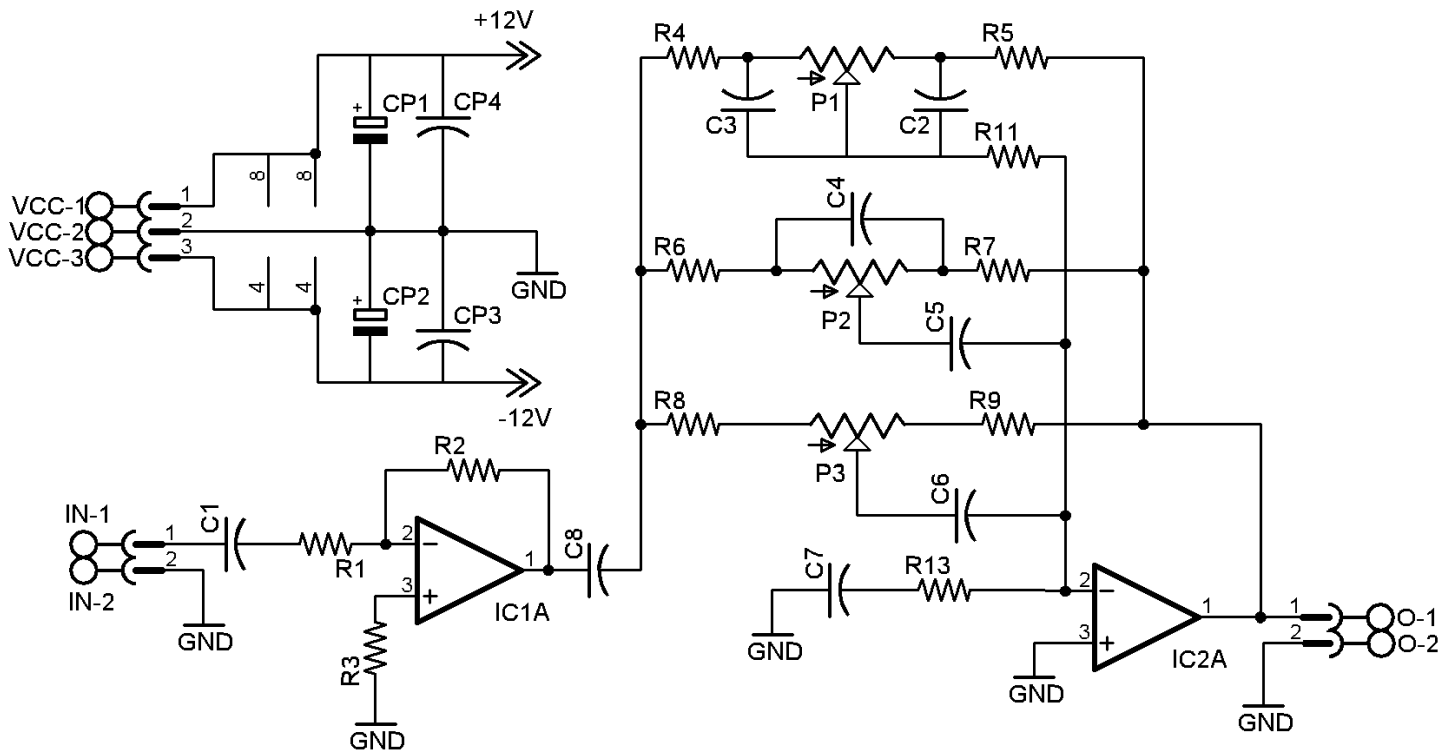 +12V
R4
R5
CP1
CP4
P1
C3
C2
R11
8
8
VCC-1
1
VCC-2
2
VCC-3
3
C4
R6
R7
4
4
GND
CP2
CP3
P2
C5
-12V
R8
R9
R2
P3
C6
IN-1
1
C1
2
R1
2
1
C8
IN-2
3
IC1A
GND
R3
GND
C7
R13
2
1
1
O-1
2
O-2
3
IC2A
GND
GND
GND
+
+
−
+
−
+